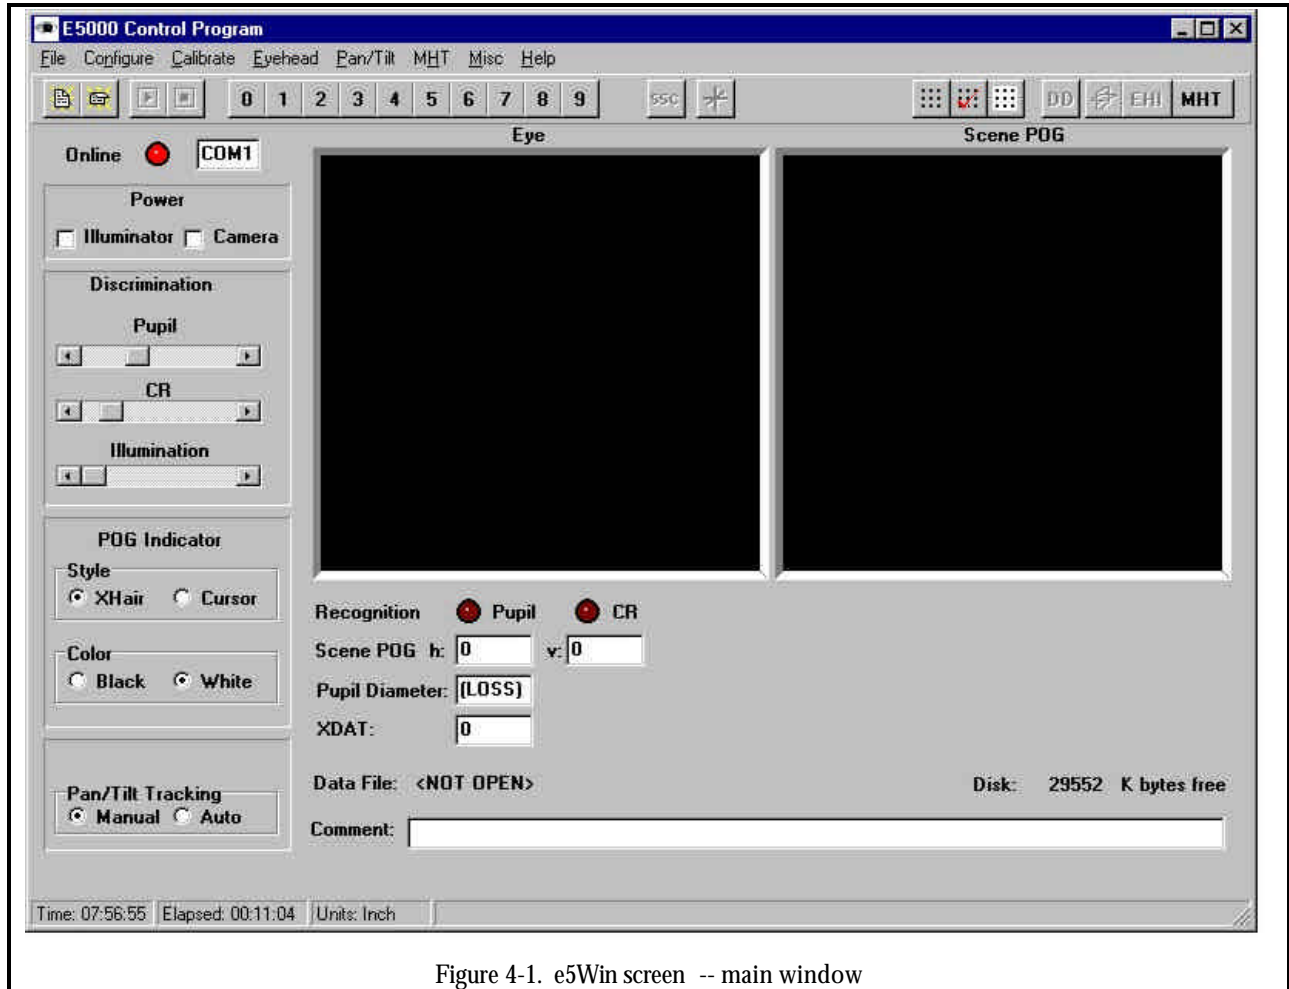 E5000 Control Program
File Configure Calibrate Eyehead Pan/Tilt MHT Misc Help
0 1 2 3 4 5 6 7 8 9 SSC DD EHI MHT
Eye Scene POG
Online COM1
Power
Illuminator Camera
Discrimination
Pupil
CR
Illumination
POG Indicator
Style
XHair Cursor
Color
Black White
Pan/Tilt Tracking
Manual Auto
Recognition Pupil CR
Scene POG h: 0 v: 0
Pupil Diameter: (LOSS)
XDAT: 0
Data File: <NOT OPEN> Disk: 29552 K bytes free
Comment:
Time: 07:56:55 Elapsed: 00:11:04 Units: Inch
Figure 4-1. e5Win screen -- main window